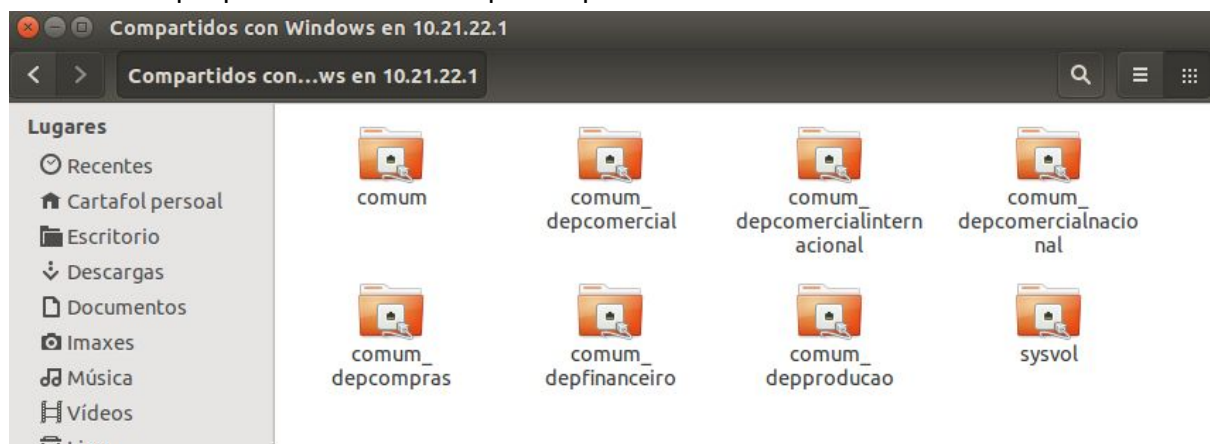 Compartidos con Windows en 10.21.22.1
Compartidos con...ws en 10.21.22.1
Lugares
Recentes
Cartafol persoal
Escritorio
Descargas
Documentos
Imaxes
Música
Vídeos
comum
comum_
depcomercial
comum_
depcomercialintern
acional
comum_
depcomercialnacio
nal
comum_
depcompras
comum_
depfinanceiro
comum_
depproducao
sysvol